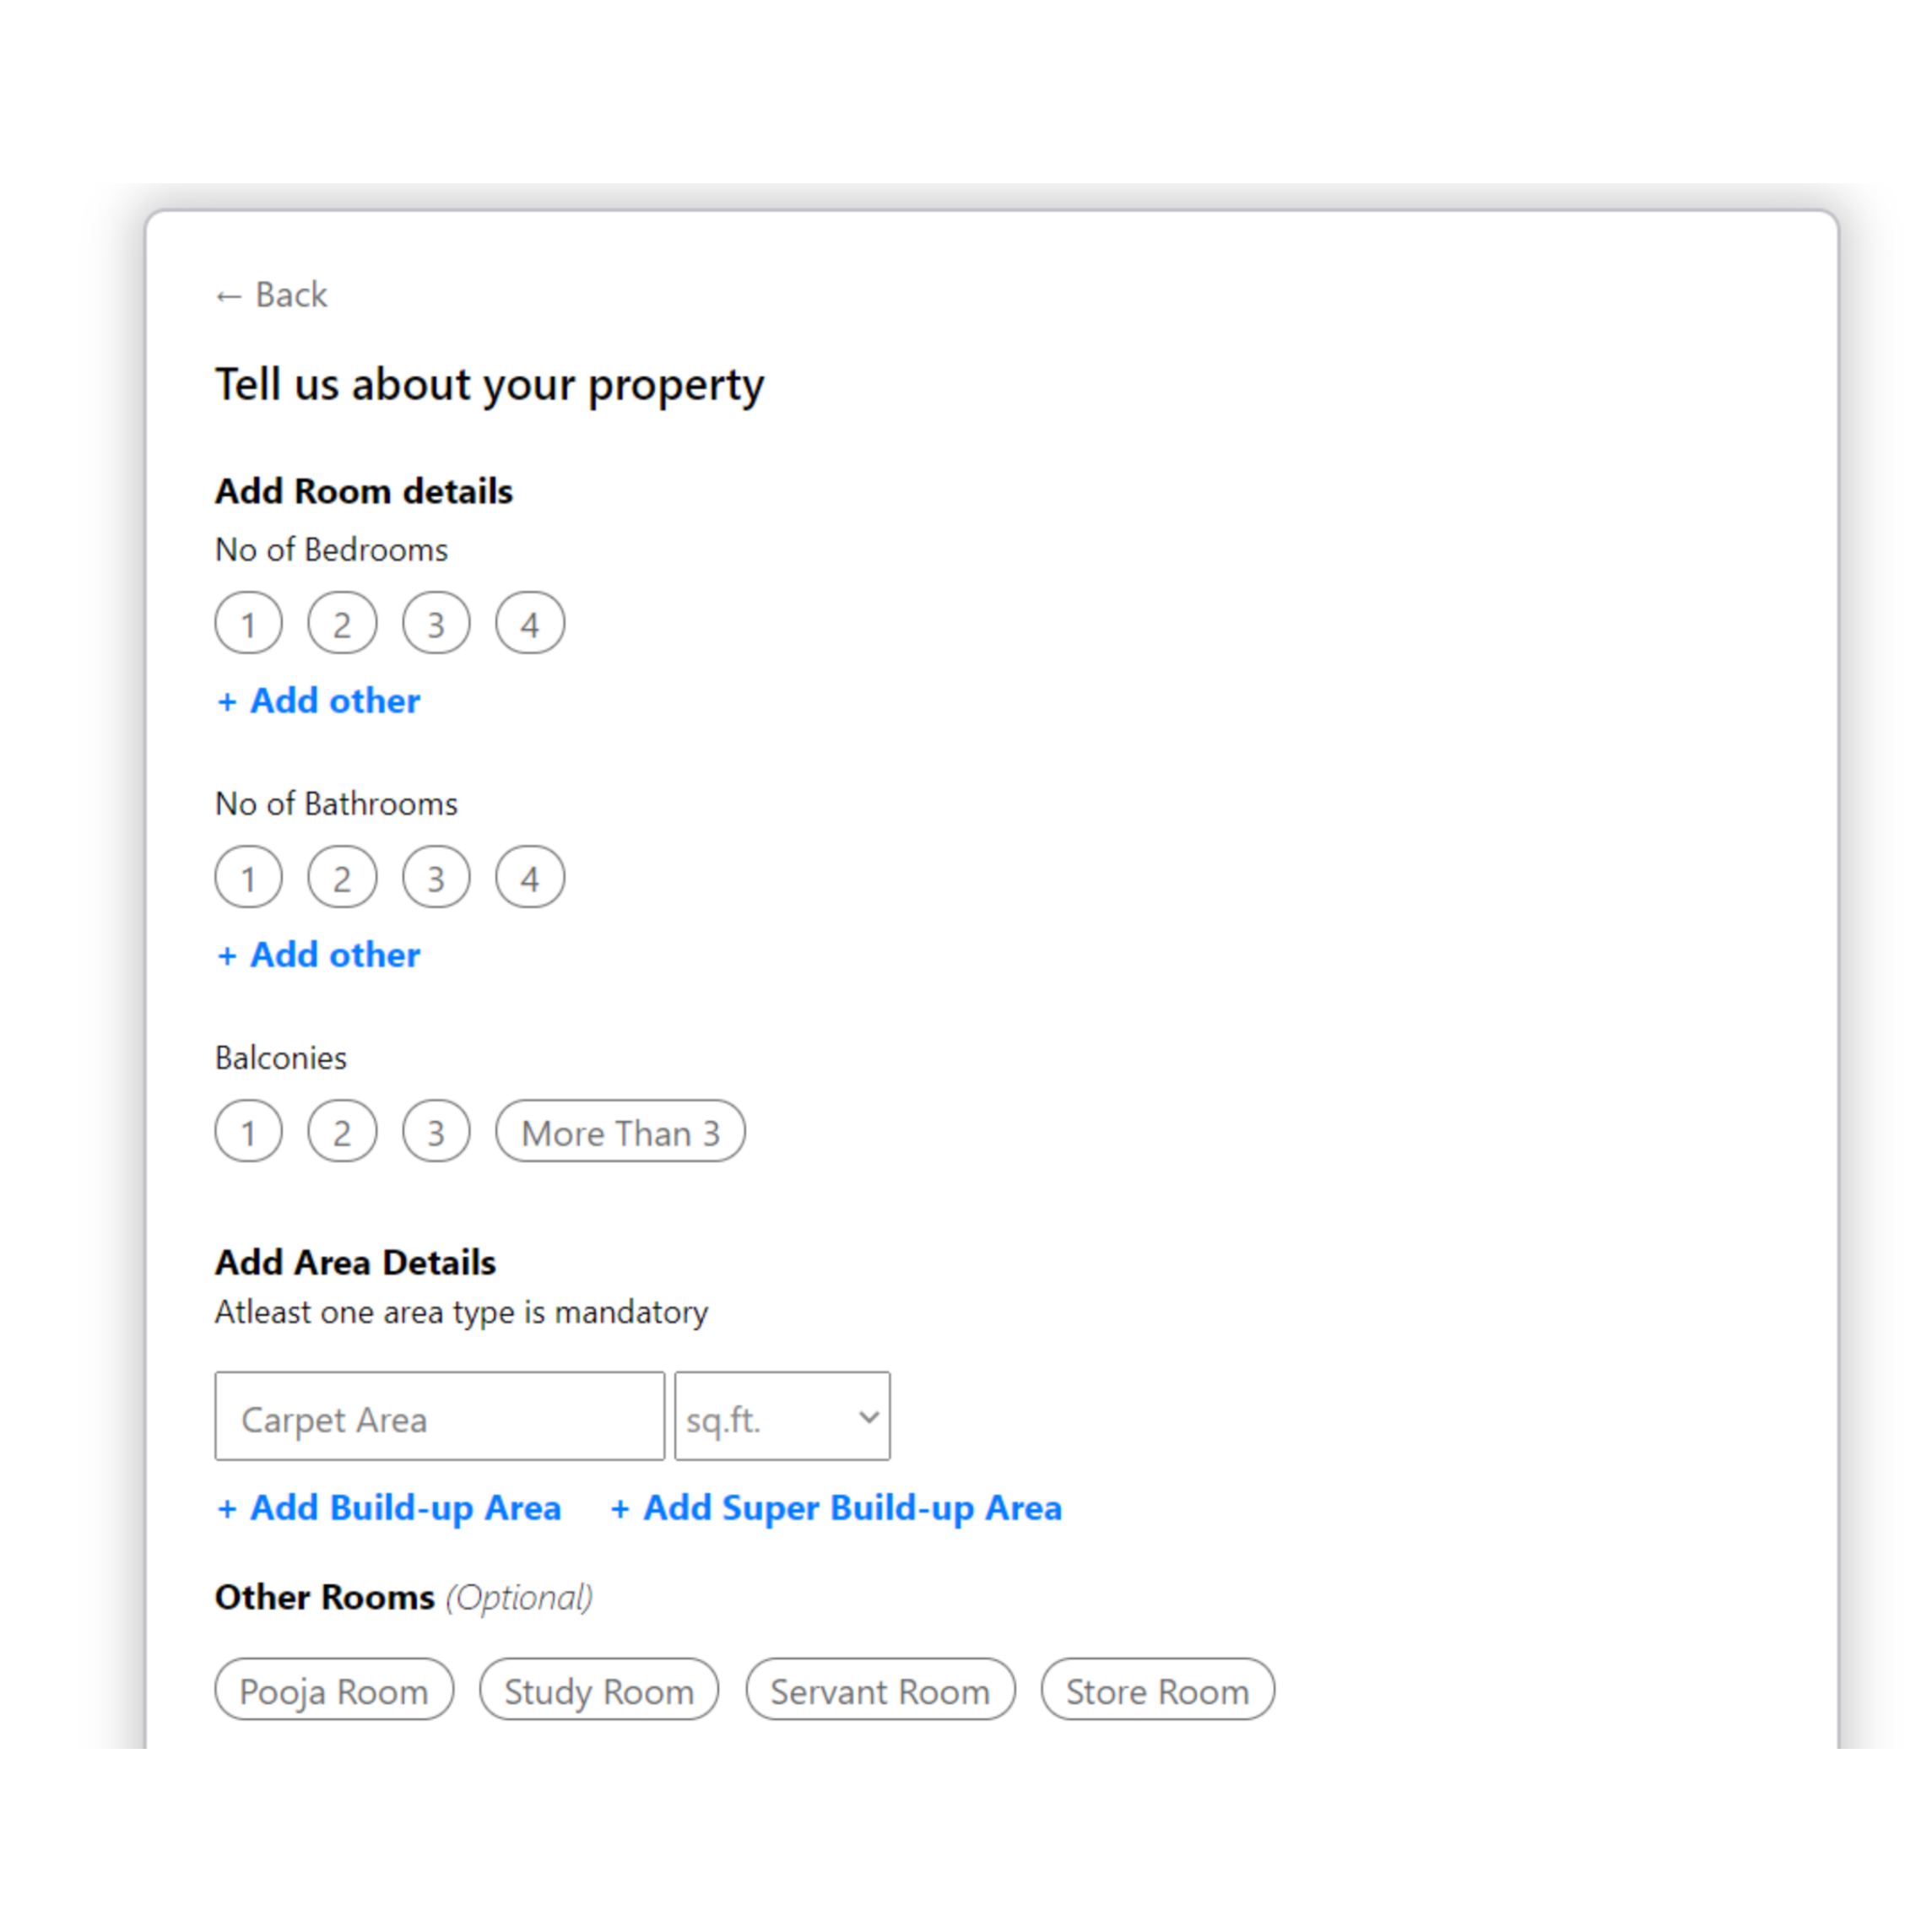 ← Back
Tell us about your property
Add Room details
No of Bedrooms
1 2 3 4
+ Add other
No of Bathrooms
1 2 3 4
+ Add other
Balconies
1 2 3 More Than 3
Add Area Details
Atleast one area type is mandatory
Carpet Area sq.ft.
+ Add Build-up Area + Add Super Build-up Area
Other Rooms (Optional)
Pooja Room Study Room Servant Room Store Room